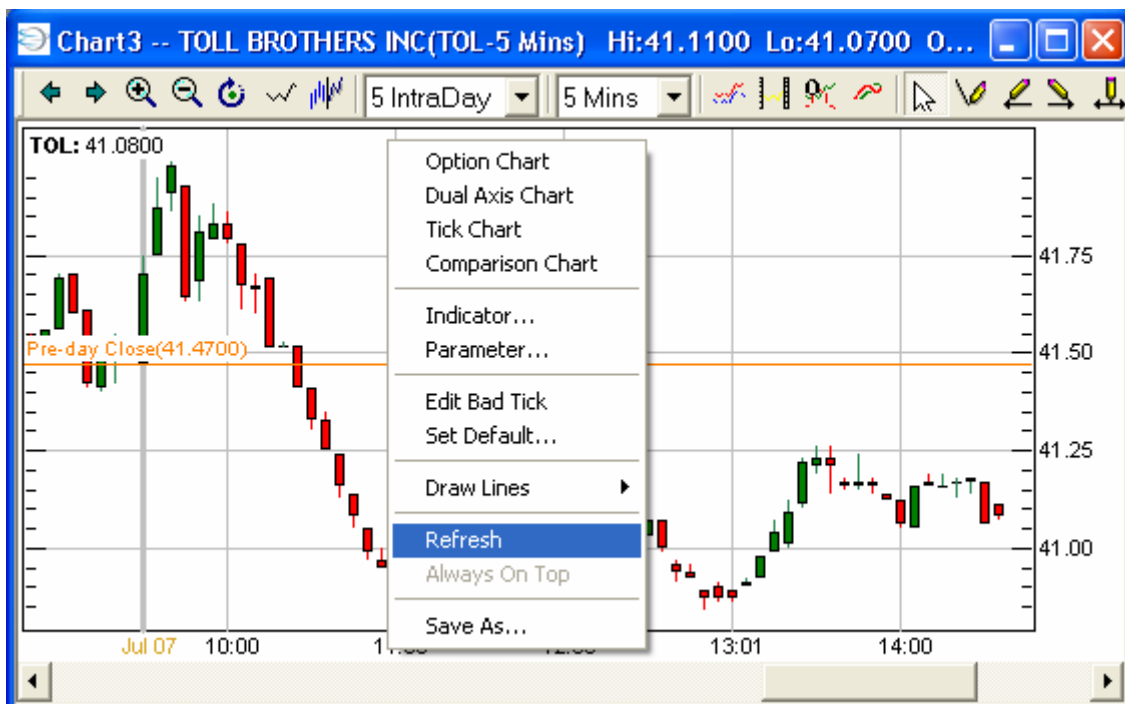 Chart3 -- TOLL BROTHERS INC(TOL-5 Mins) Hi:41.1100 Lo:41.0700 O...
5 IntraDay
5 Mins
TOL: 41.0800
Option Chart
Dual Axis Chart
Tick Chart
Comparison Chart
Indicator...
Parameter...
Edit Bad Tick
Set Default...
Draw Lines
Refresh
Always On Top
Save As...
Pre-day Close(41.4700)
41.75
41.50
41.25
41.00
Jul 07 10:00 13:01 14:00